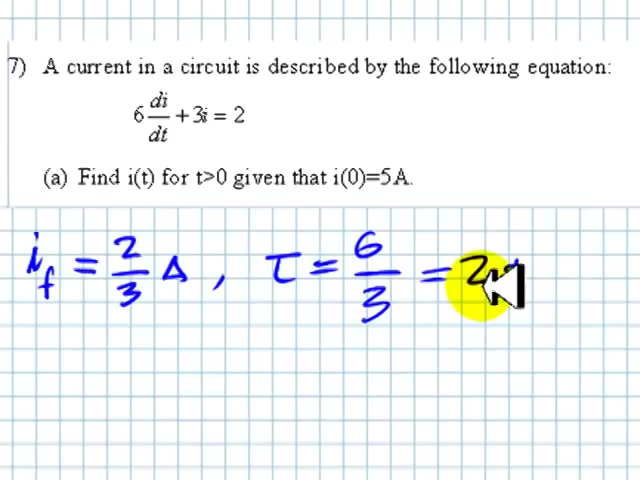 7) A current in a circuit is described by the following equation:
6 di/dt + 3i = 2
(a) Find i(t) for t>0 given that i(0)=5A.
i_f = 2/3 A , τ = 6/3 = 2